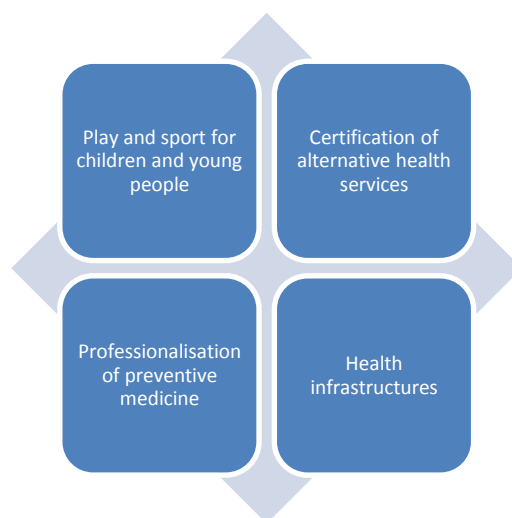 Play and sport for
children and young
people
Certification of
alternative health
services
Professionalisation
of preventive
medicine
Health
infrastructures